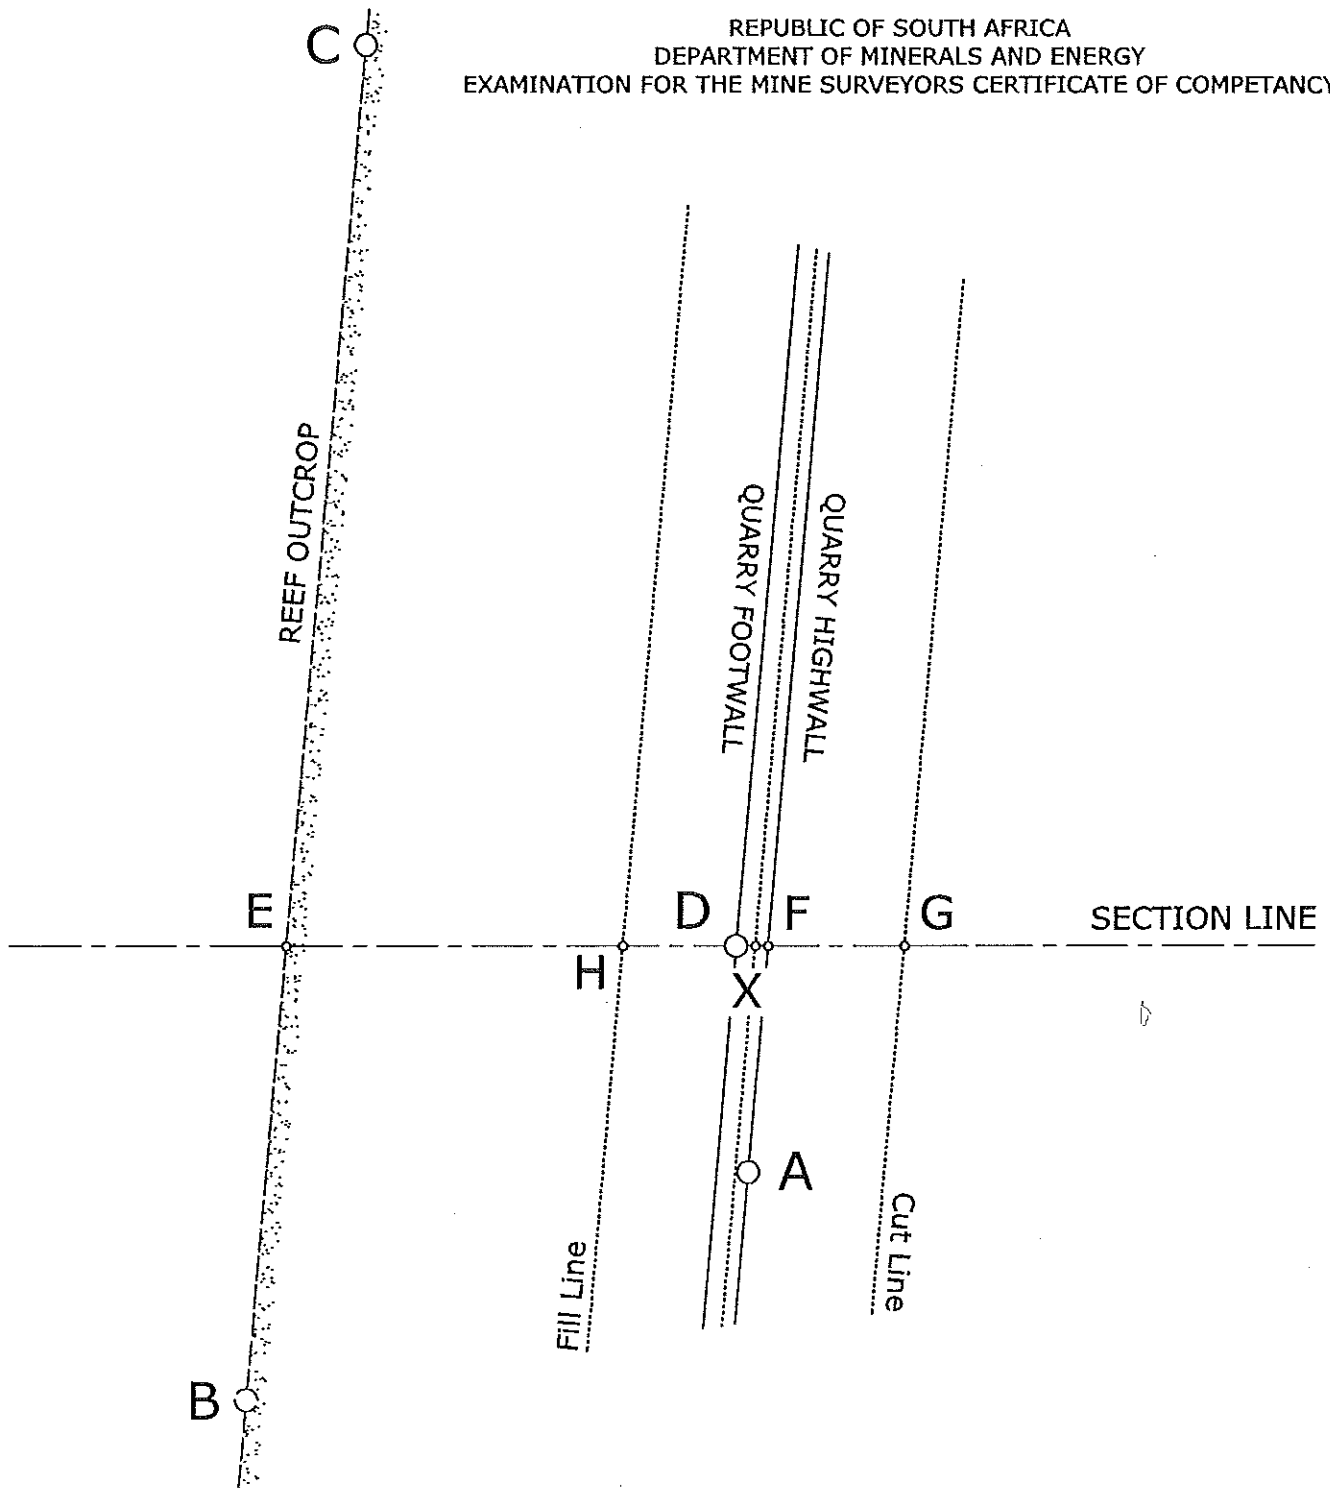 REPUBLIC OF SOUTH AFRICA
DEPARTMENT OF MINERALS AND ENERGY
EXAMINATION FOR THE MINE SURVEYORS CERTIFICATE OF COMPETANCY
C
REEF OUTCROP
QUARRY FOOTWALL
QUARRY HIGHWALL
E
D
F
G
SECTION LINE
H
X
A
Fill Line
Cut Line
B